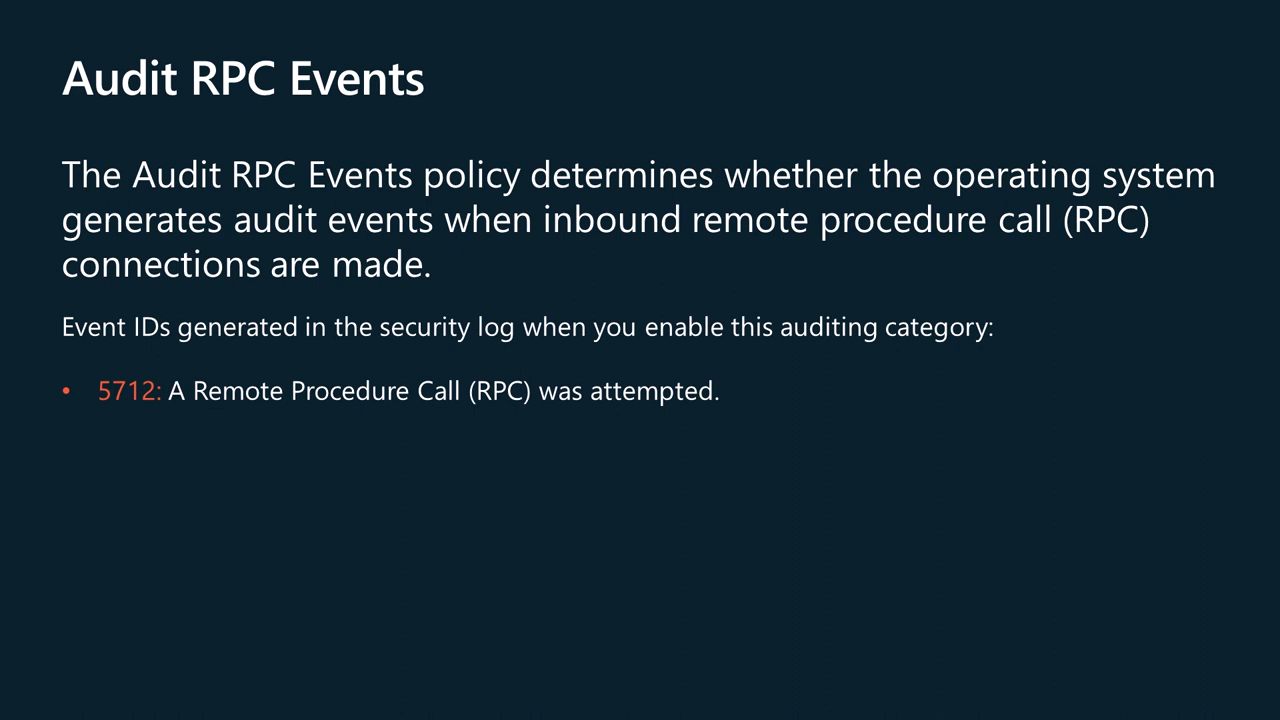 Audit RPC Events
The Audit RPC Events policy determines whether the operating system
generates audit events when inbound remote procedure call (RPC)
connections are made.
Event IDs generated in the security log when you enable this auditing category:
• 5712: A Remote Procedure Call (RPC) was attempted.